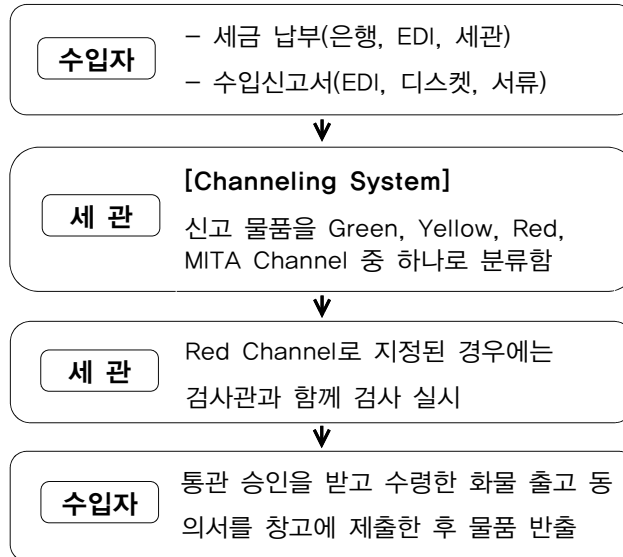 수입자
– 세금 납부(은행, EDI, 세관)
– 수입신고서(EDI, 디스켓, 서류)
세 관
[Channeling System]
신고 물품을 Green, Yellow, Red,
MITA Channel 중 하나로 분류함
세 관
Red Channel로 지정된 경우에는
검사관과 함께 검사 실시
수입자
통관 승인을 받고 수령한 화물 출고 동
의서를 창고에 제출한 후 물품 반출